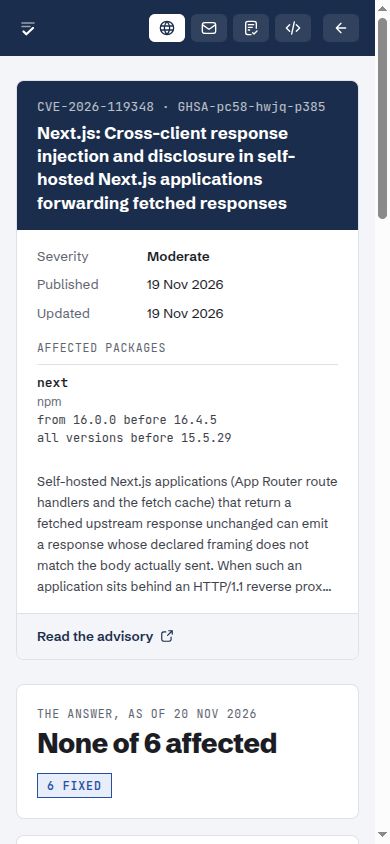 CVE-2026-119348 · GHSA-pc58-hwjq-p385
Next.js: Cross-client response
injection and disclosure in self-
hosted Next.js applications
forwarding fetched responses
Severity Moderate
Published 19 Nov 2026
Updated 19 Nov 2026
AFFECTED PACKAGES
next
npm
from 16.0.0 before 16.4.5
all versions before 15.5.29
Self-hosted Next.js applications (App Router route
handlers and the fetch cache) that return a
fetched upstream response unchanged can emit
a response whose declared framing does not
match the body actually sent. When such an
application sits behind an HTTP/1.1 reverse prox...
Read the advisory
THE ANSWER, AS OF 20 NOV 2026
None of 6 affected
6 FIXED